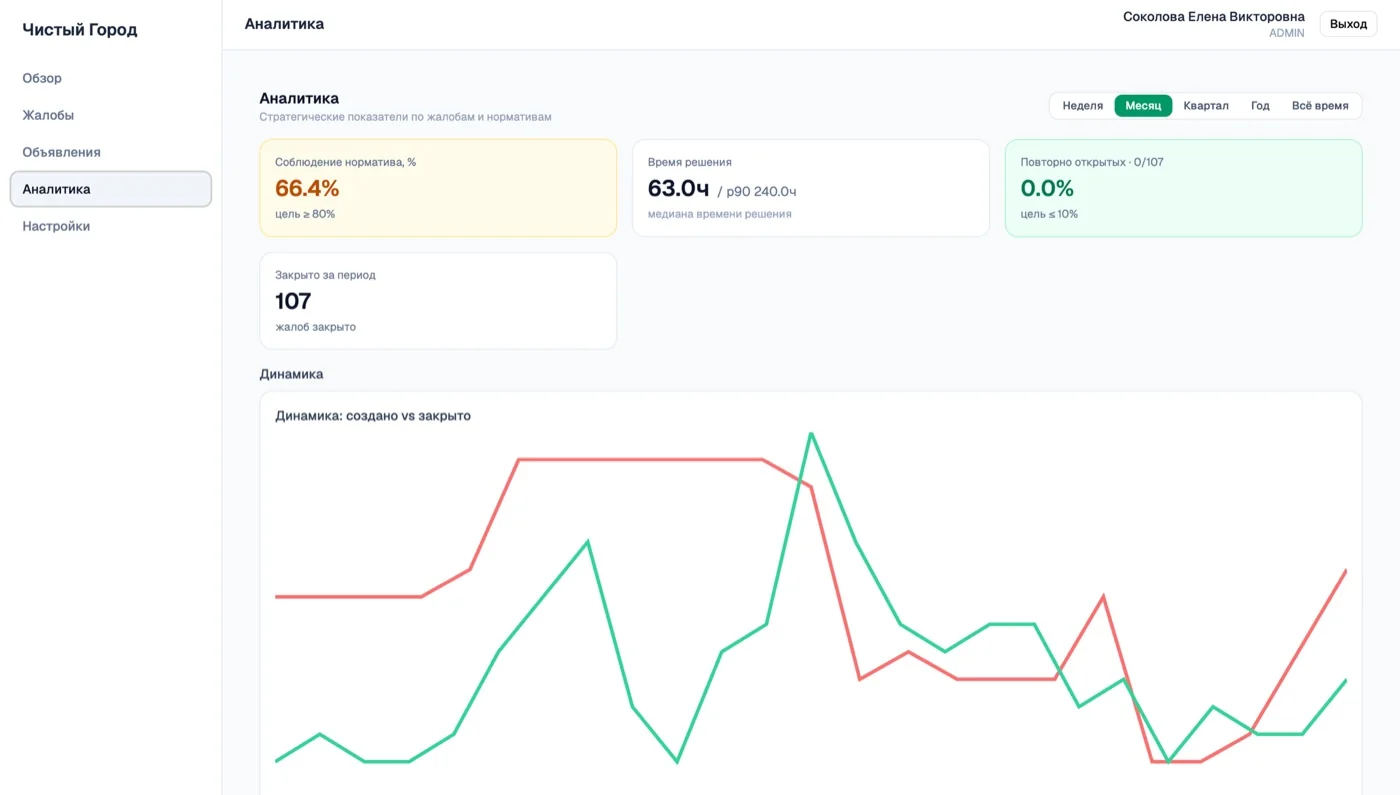 Чистый Город
Обзор
Жалобы
Объявления
Аналитика
Настройки
Аналитика
Соколова Елена Викторовна
ADMIN
Выход
Аналитика
Стратегические показатели по жалобам и нормативам
Неделя Месяц Квартал Год Всё время
Соблюдение норматива, %
66.4%
цель ≥ 80%
Время решения
63.0ч / p90 240.0ч
медиана времени решения
Повторно открытых · 0/107
0.0%
цель ≤ 10%
Закрыто за период
107
жалоб закрыто
Динамика
Динамика: создано vs закрыто